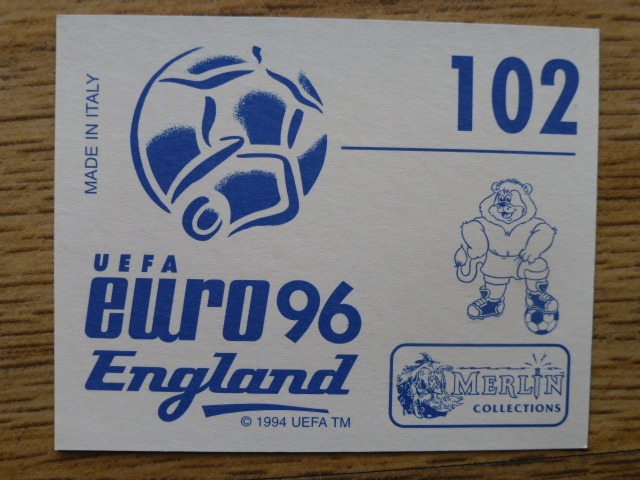 MADE IN ITALY
102
UEFA
euro 96
England
© 1994 UEFA TM
MERLIN
COLLECTIONS